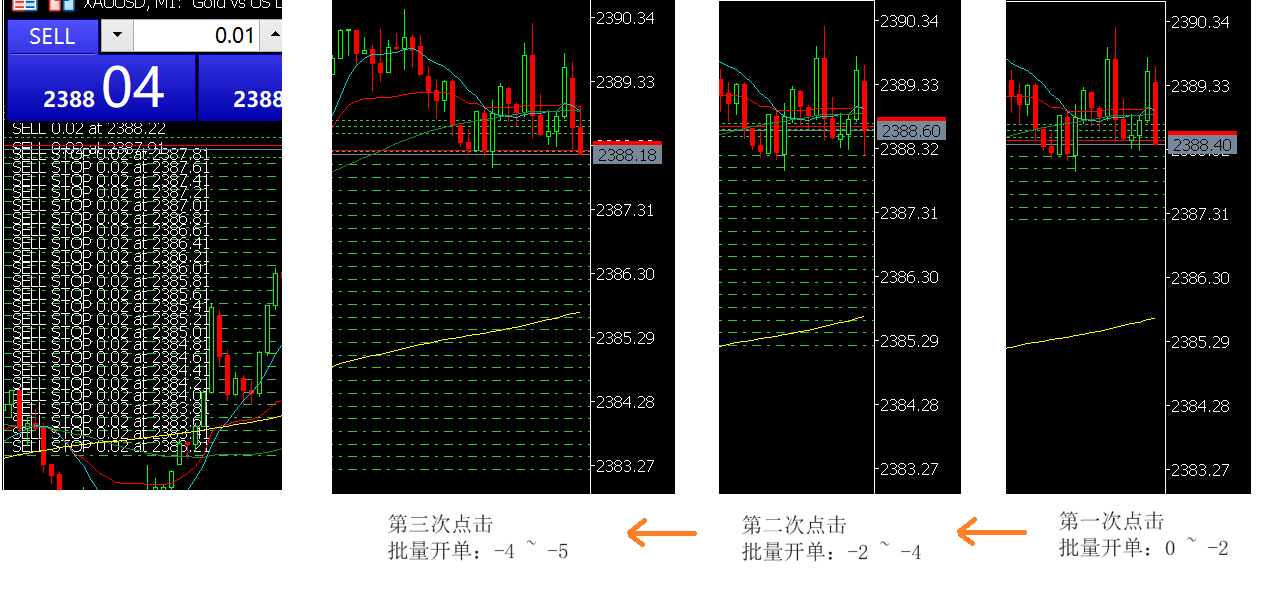 XAUUSD, M1: Gold vs US
SELL
0.01
2388 04
2388
SELL 0.02 at 2388.22
SELL STOP 0.02 at 2387.81
SELL STOP 0.02 at 2387.61
SELL STOP 0.02 at 2387.41
SELL STOP 0.02 at 2387.21
SELL STOP 0.02 at 2387.01
SELL STOP 0.02 at 2386.81
SELL STOP 0.02 at 2386.61
SELL STOP 0.02 at 2386.41
SELL STOP 0.02 at 2386.21
SELL STOP 0.02 at 2386.01
SELL STOP 0.02 at 2385.81
SELL STOP 0.02 at 2385.61
SELL STOP 0.02 at 2385.41
SELL STOP 0.02 at 2385.21
SELL STOP 0.02 at 2385.01
SELL STOP 0.02 at 2384.81
SELL STOP 0.02 at 2384.61
SELL STOP 0.02 at 2384.41
SELL STOP 0.02 at 2384.21
SELL STOP 0.02 at 2384.01
SELL STOP 0.02 at 2383.81
SELL STOP 0.02 at 2383.61
SELL STOP 0.02 at 2383.41
SELL STOP 0.02 at 2383.21
2390.34
2389.33
2388.18
2387.31
2386.30
2385.29
2384.28
2383.27
第三次点击
批量开单：-4 ~ -5
2390.34
2389.33
2388.60
2388.32
2387.31
2386.30
2385.29
2384.28
2383.27
第二次点击
批量开单：-2 ~ -4
2390.34
2389.33
2388.40
2387.31
2386.30
2385.29
2384.28
2383.27
第一次点击
批量开单：0 ~ -2